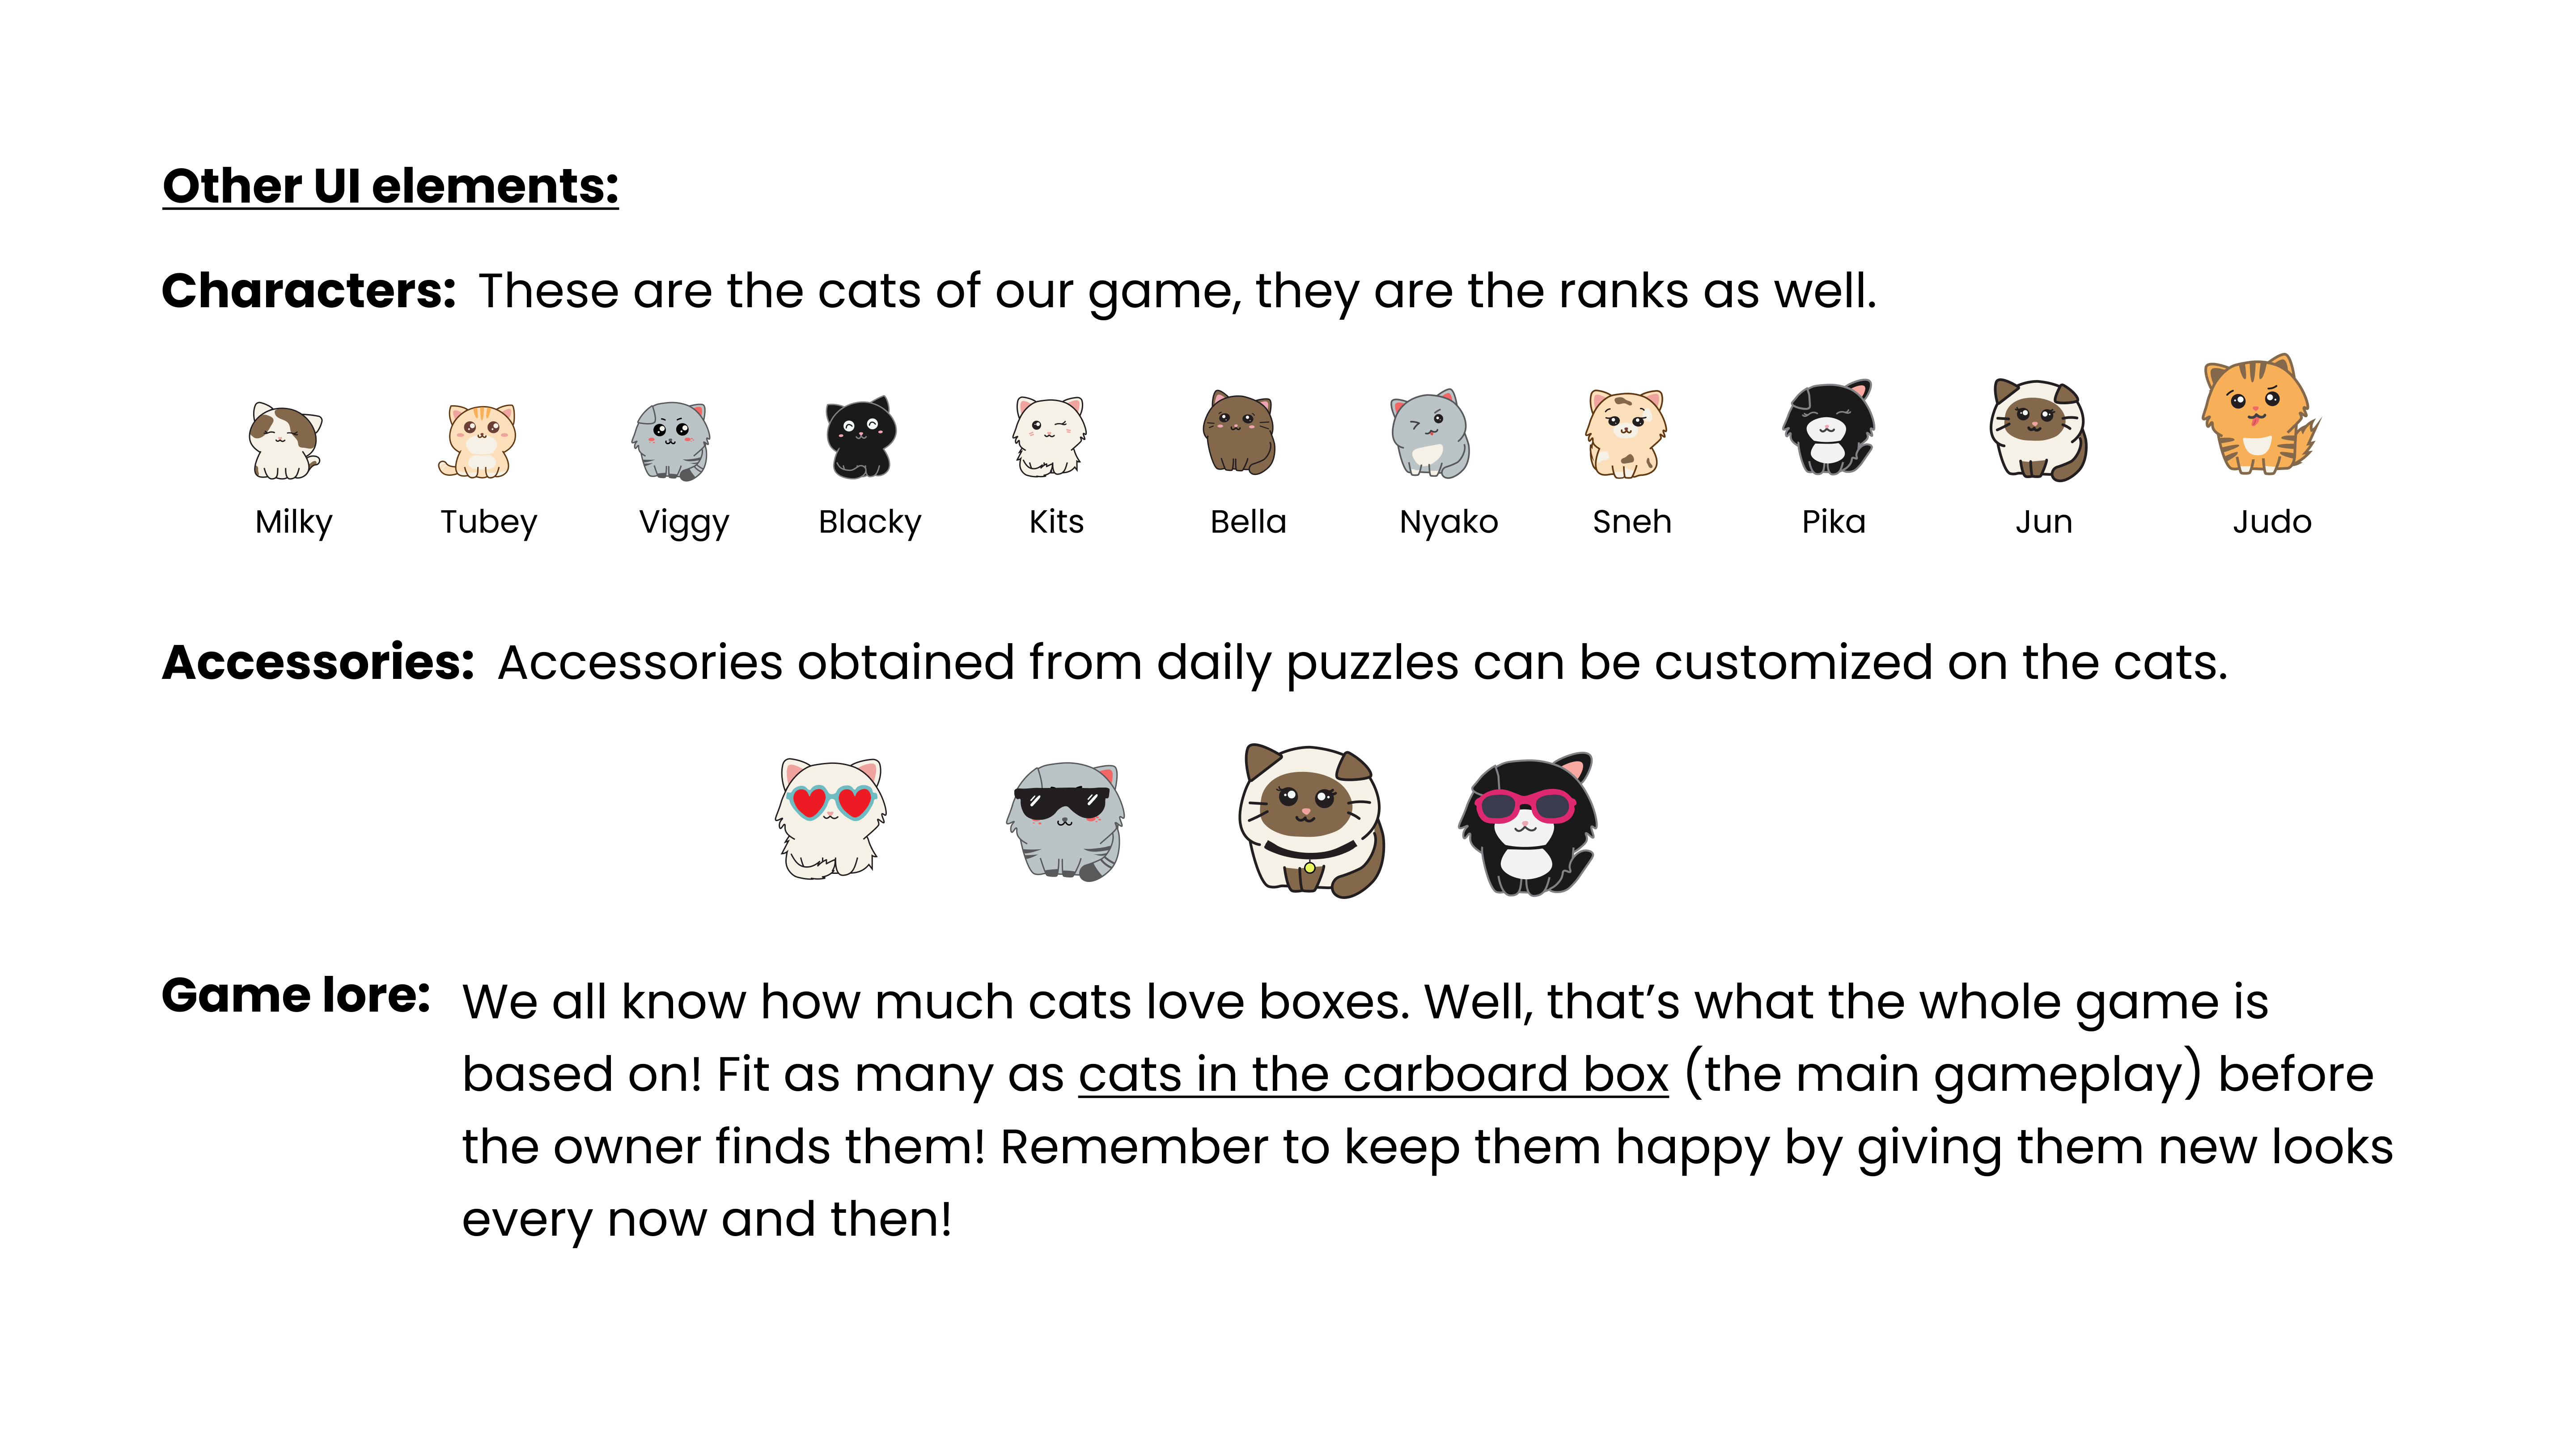 Other UI elements:
Characters: These are the cats of our game, they are the ranks as well.
Milky Tubey Viggy Blacky Kits Bella Nyako Sneh Pika Jun Judo
Accessories: Accessories obtained from daily puzzles can be customized on the cats.
Game lore: We all know how much cats love boxes. Well, that’s what the whole game is
based on! Fit as many as cats in the carboard box (the main gameplay) before
the owner finds them! Remember to keep them happy by giving them new looks
every now and then!